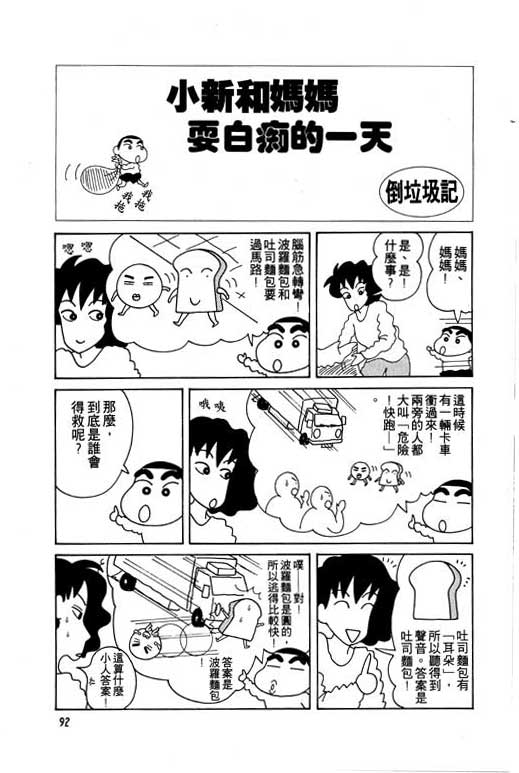 小新和媽媽
耍白痴的一天
倒垃圾記
我拖
我拖
媽媽、
媽媽！
是、是！
什麼事？
腦筋急轉彎！
波羅麵包和
吐司麵包要
過馬路！
嗯嗯
這時候
有一輛卡車
衝過來！
兩旁的人都
大叫「危險
！快跑—」
。
哦哦
那麼，
到底是誰會
得救呢？
吐司麵包有
「耳朵」，
所以聽得到
聲音。答案是
吐司麵包！
噗——對！
波羅麵包是圓的，
所以逃得比較快！
答案是
波羅麵包
！
這算什麼
小人答案！
92